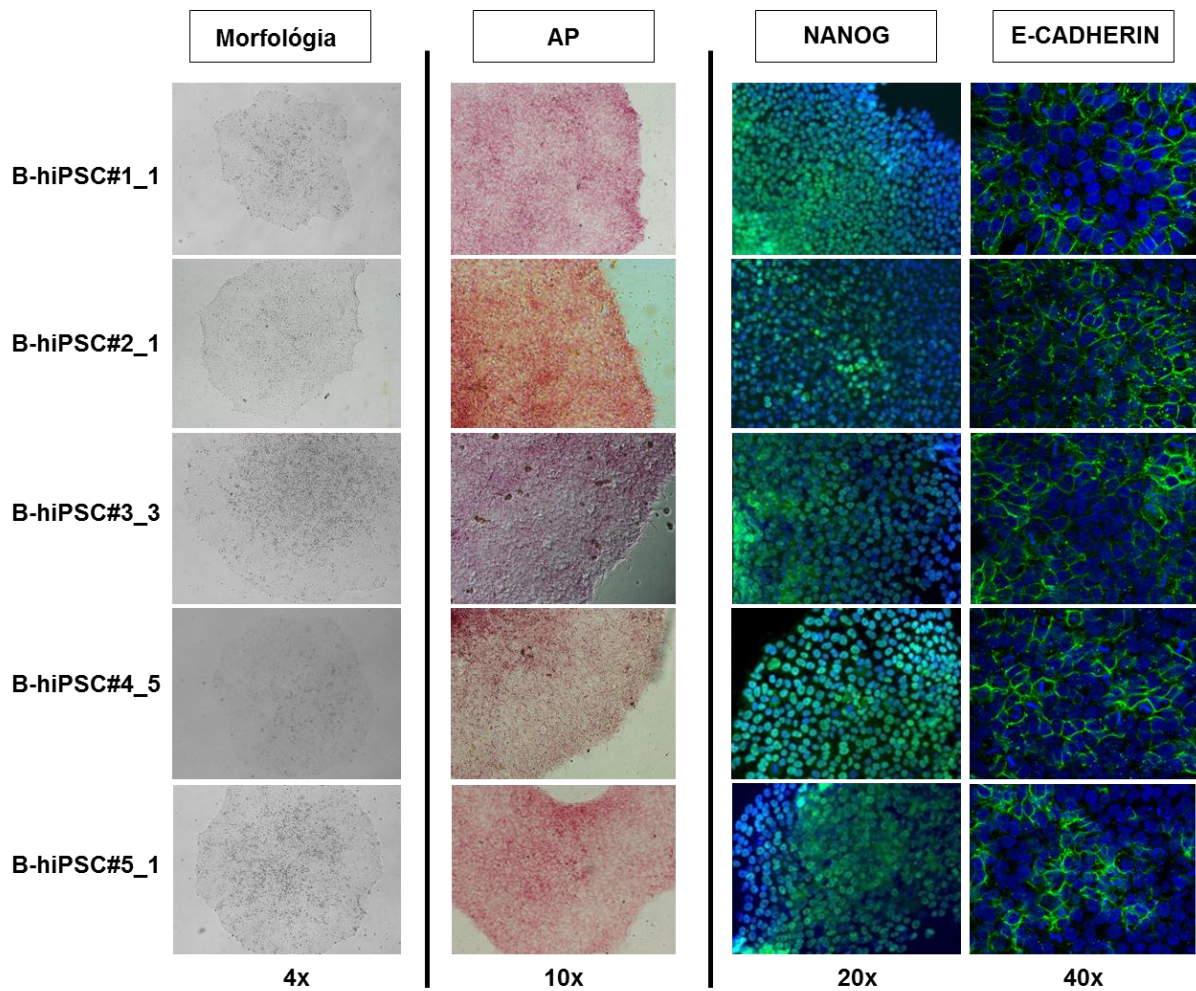 Morfológia
AP
NANOG
E-CADHERIN
B-hiPSC#1_1
B-hiPSC#2_1
B-hiPSC#3_3
B-hiPSC#4_5
B-hiPSC#5_1
4x
10x
20x
40x